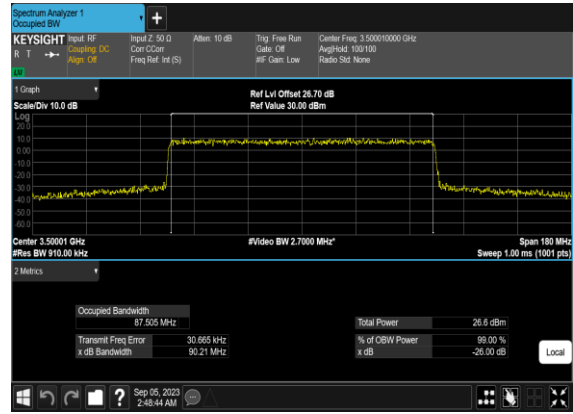 Spectrum Analyzer 1
Occupied BW
+
KEYSIGHT
R T
LXI
Input: RF
Coupling: DC
Align: Off
Input Z: 50 Ω
Corr CCorr
Freq Ref: Int (S)
Atten: 10 dB
Trig: Free Run
Gate: Off
#IF Gain: Low
Center Freq: 3.500010000 GHz
Avg|Hold: 100/100
Radio Std: None
1 Graph
Scale/Div 10.0 dB
Ref Lvl Offset 26.70 dB
Ref Value 30.00 dBm
Log
20.0
10.0
0.00
-10.0
-20.0
-30.0
-40.0
-50.0
-60.0
Center 3.50001 GHz
#Res BW 910.00 kHz
#Video BW 2.7000 MHz*
Span 180 MHz
Sweep 1.00 ms (1001 pts)
2 Metrics
Occupied Bandwidth
87.505 MHz
Transmit Freq Error 30.665 kHz
x dB Bandwidth 90.21 MHz
Total Power 26.6 dBm
% of OBW Power 99.00 %
x dB -26.00 dB
Local
?
Sep 05, 2023
2:48:44 AM